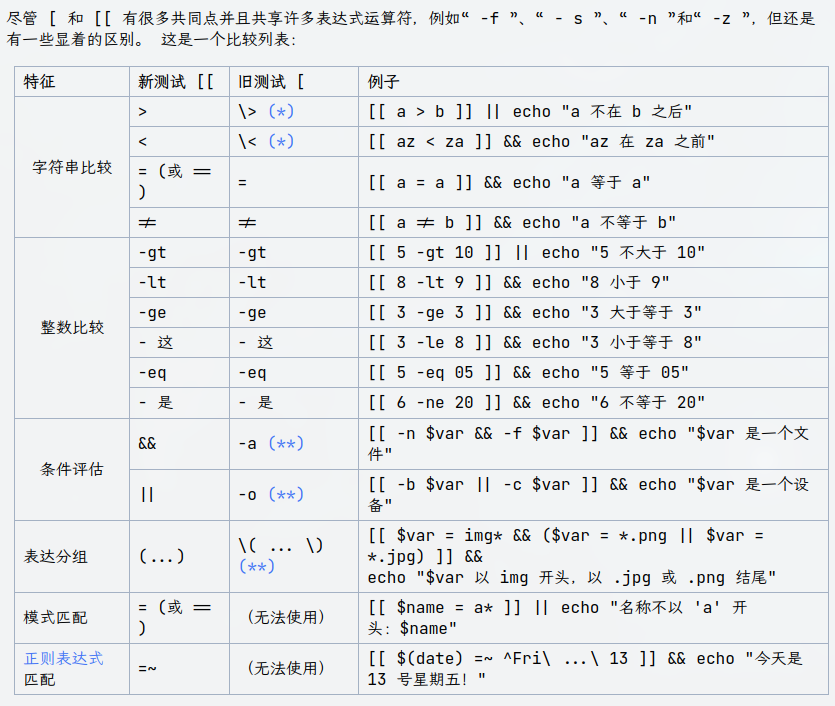 尽管 [ 和 [[ 有很多共同点并且共享许多表达式运算符，例如“ -f ”、“ - s ”、“ -n ”和“ -z ”，但还是
有一些显着的区别。 这是一个比较列表：
特征 新测试 [[ 旧测试 [ 例子
字符串比较
> \> (*) [[ a > b ]] || echo "a 不在 b 之后"
< \< (*) [[ az < za ]] && echo "az 在 za 之前"
= (或 ==
) = [[ a = a ]] && echo "a 等于 a"
!= != [[ a != b ]] && echo "a 不等于 b"
整数比较
-gt -gt [[ 5 -gt 10 ]] || echo "5 不大于 10"
-lt -lt [[ 8 -lt 9 ]] && echo "8 小于 9"
-ge -ge [[ 3 -ge 3 ]] && echo "3 大于等于 3"
- 这 - 这 [[ 3 -le 8 ]] && echo "3 小于等于 8"
-eq -eq [[ 5 -eq 05 ]] && echo "5 等于 05"
- 是 - 是 [[ 6 -ne 20 ]] && echo "6 不等于 20"
条件评估
&& -a (**) [[ -n $var && -f $var ]] && echo "$var 是一个文
件"
|| -o (**) [[ -b $var || -c $var ]] && echo "$var 是一个设
备"
表达分组 (...) \( ... \)
(**)
[[ $var = img* && ($var = *.png || $var =
*.jpg) ]] &&
echo "$var 以 img 开头，以 .jpg 或 .png 结尾"
模式匹配 = (或 ==
) （无法使用） [[ $name = a* ]] || echo "名称不以 'a' 开
头：$name"
正则表达式
匹配 =~ （无法使用） [[ $(date) =~ ^Fri\ ...\ 13 ]] && echo "今天是
13 号星期五！"